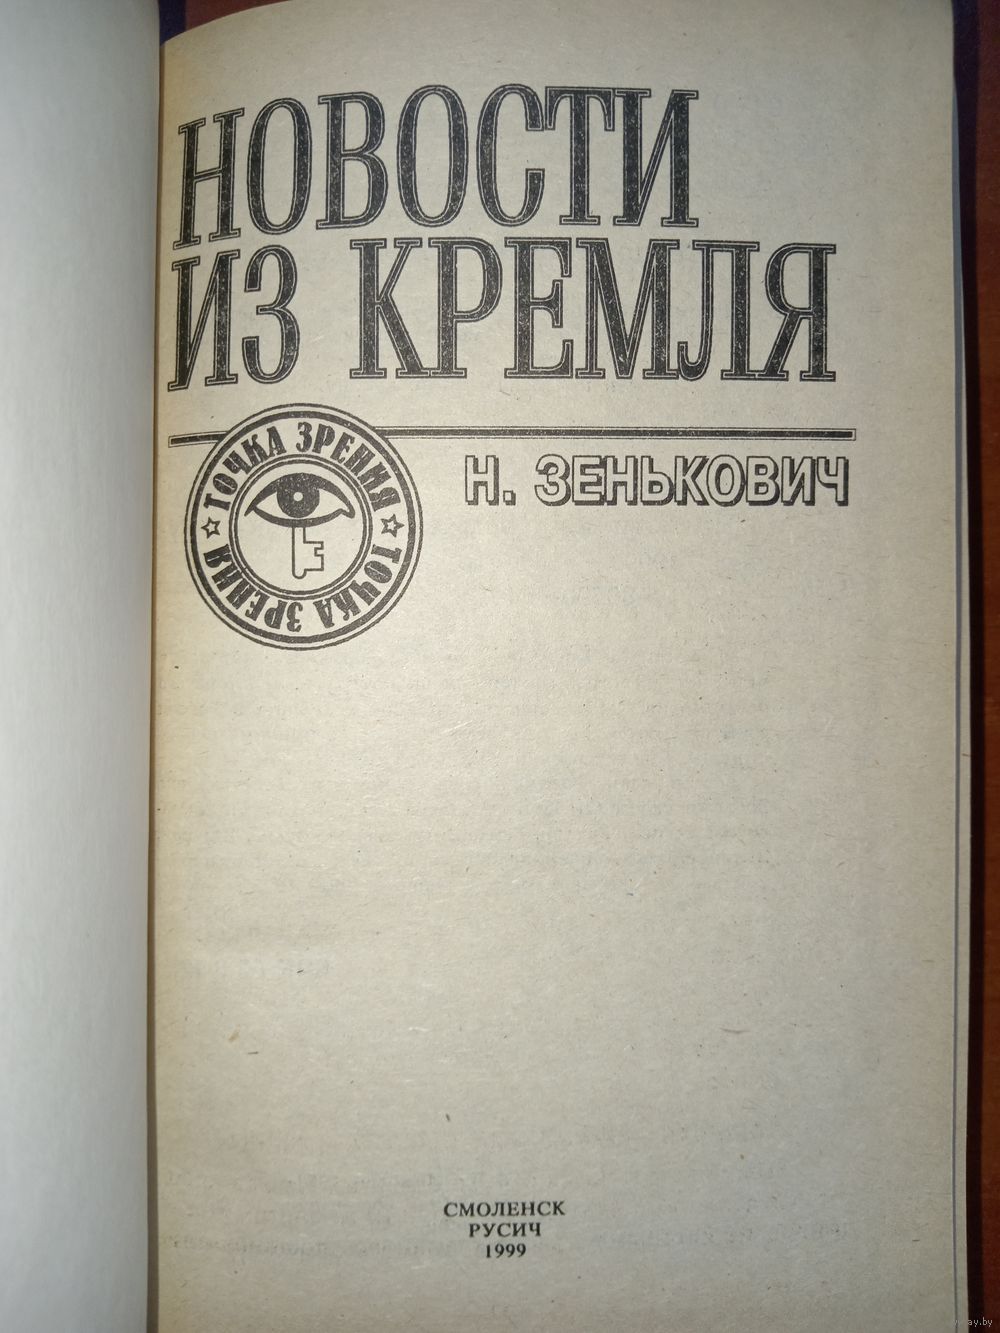 НОВОСТИ
ИЗ КРЕМЛЯ
ТОЧКА ЗРЕНИЯ
ТОЧКА ЗРЕНИЯ
Н. ЗЕНЬКОВИЧ
СМОЛЕНСК
РУСИЧ
1999